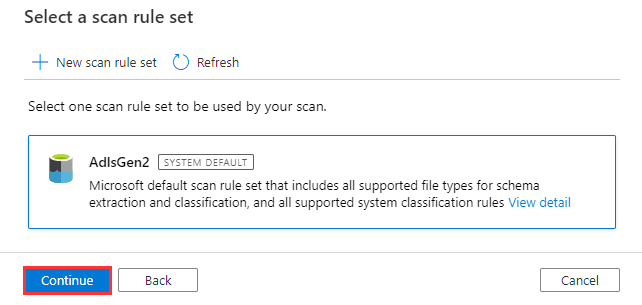 Select a scan rule set
New scan rule set Refresh
Select one scan rule set to be used by your scan.
AdlsGen2 SYSTEM DEFAULT
Microsoft default scan rule set that includes all supported file types for schema
extraction and classification, and all supported system classification rules View detail
Continue Back Cancel